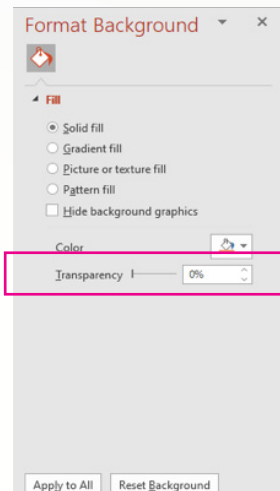 Format Background
Fill
Solid fill
Gradient fill
Picture or texture fill
Pattern fill
Hide background graphics
Color
Transparency 0%
Apply to All Reset Background